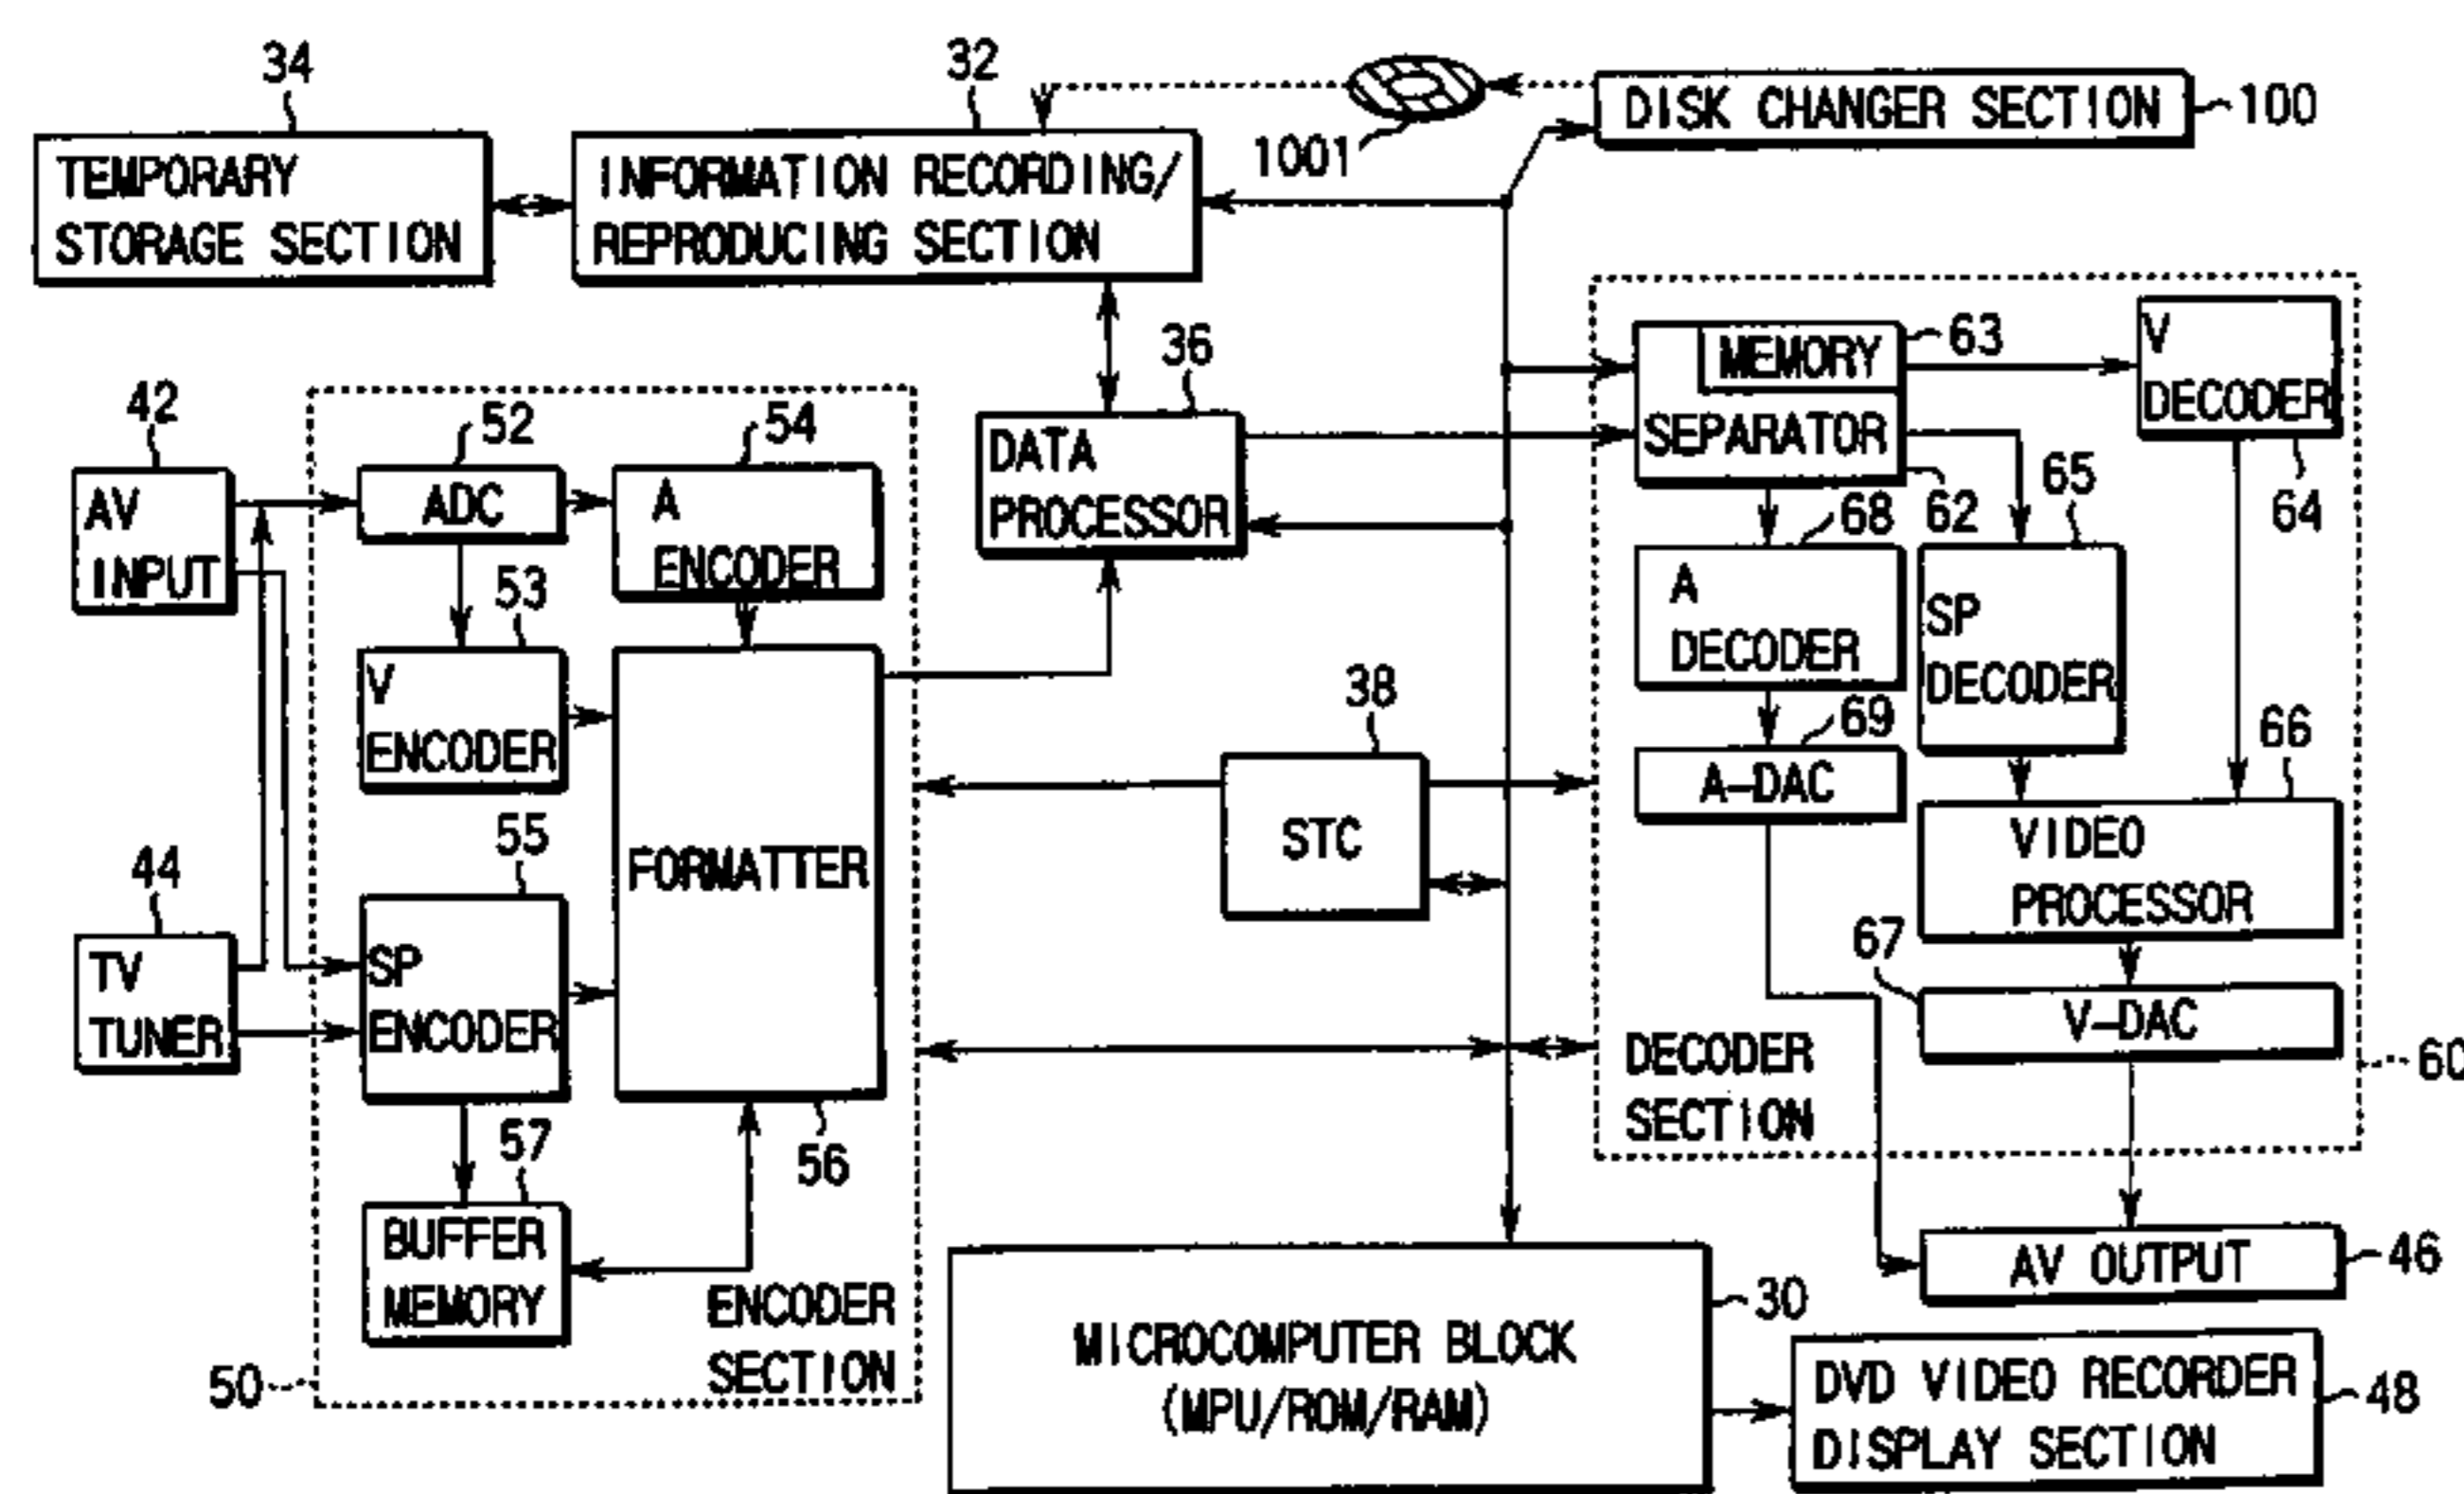 34
32
1001
DISK CHANGER SECTION
100
TEMPORARY
STORAGE SECTION
INFORMATION RECORDING/
REPRODUCING SECTION
42
AV
INPUT
44
TV
TUNER
52
ADC
54
A
ENCODER
53
V
ENCODER
55
SP
ENCODER
FORMATTER
56
57
BUFFER
MEMORY
ENCODER
SECTION
50
36
DATA
PROCESSOR
38
STC
MEMORY
63
SEPARATOR
62
V
DECODER
64
65
SP
DECODER
68
A
DECODER
69
A-DAC
66
VIDEO
PROCESSOR
67
V-DAC
DECODER
SECTION
60
AV OUTPUT
46
MICROCOMPUTER BLOCK
(MPU/ROM/RAM)
30
DVD VIDEO RECORDER
DISPLAY SECTION
48